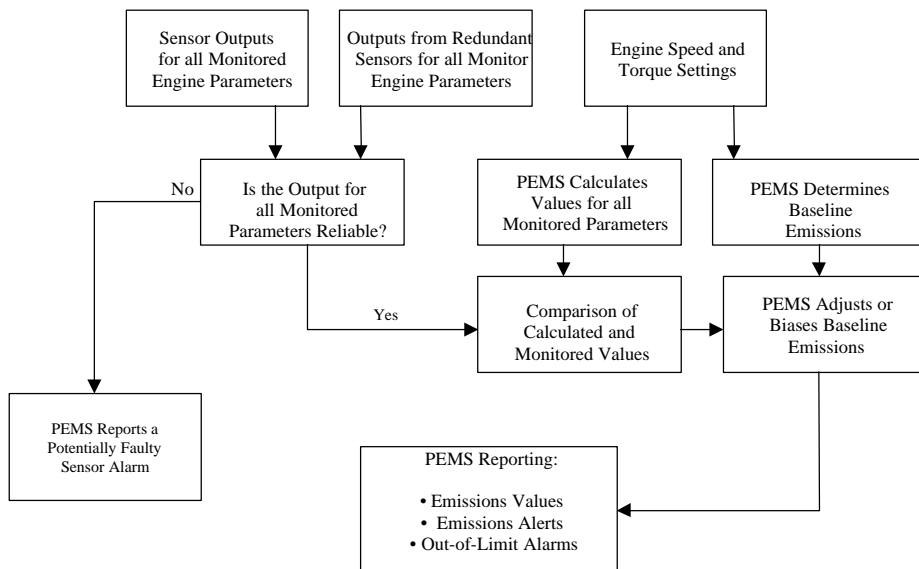 Sensor Outputs
for all Monitored
Engine Parameters
Outputs from Redundant
Sensors for all Monitor
Engine Parameters
Engine Speed and
Torque Settings
No
Is the Output for
all Monitored
Parameters Reliable?
PEMS Calculates
Values for all
Monitored Parameters
PEMS Determines
Baseline
Emissions
Yes
Comparison of
Calculated and
Monitored Values
PEMS Adjusts or
Biases Baseline
Emissions
PEMS Reports a
Potentially Faulty
Sensor Alarm
PEMS Reporting:
• Emissions Values
• Emissions Alerts
• Out-of-Limit Alarms